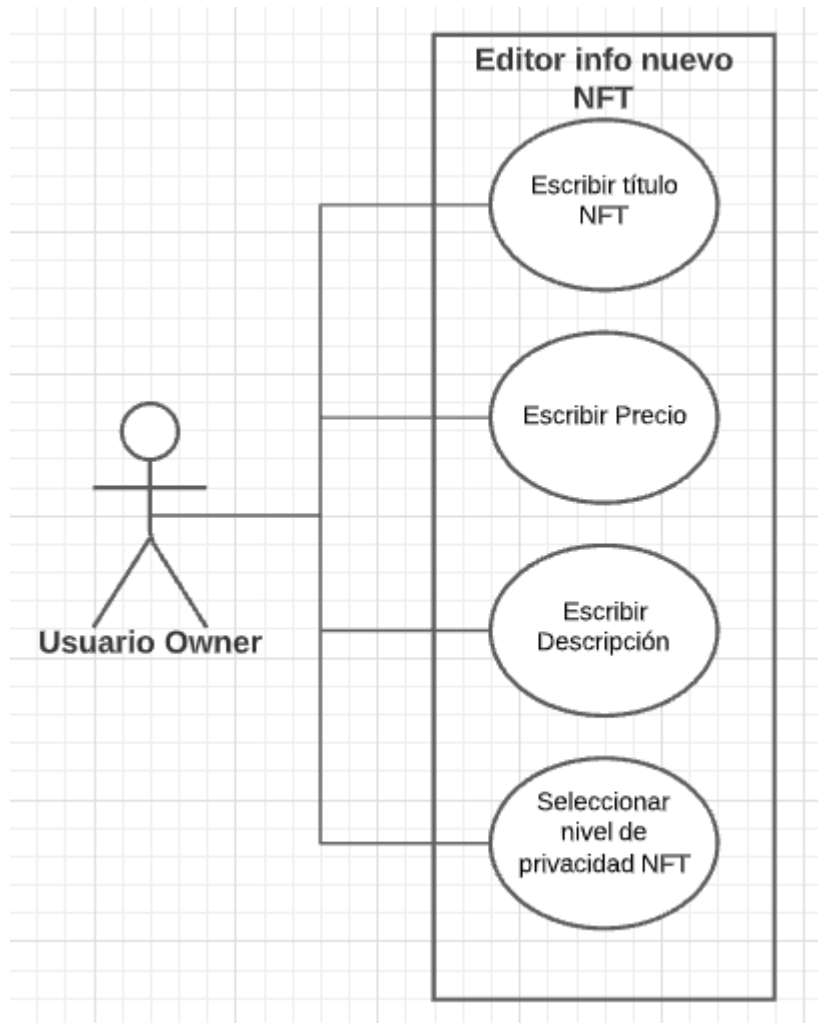 Editor info nuevo
NFT
Escribir título
NFT
Escribir Precio
Escribir
Descripción
Usuario Owner
Seleccionar
nivel de
privacidad NFT